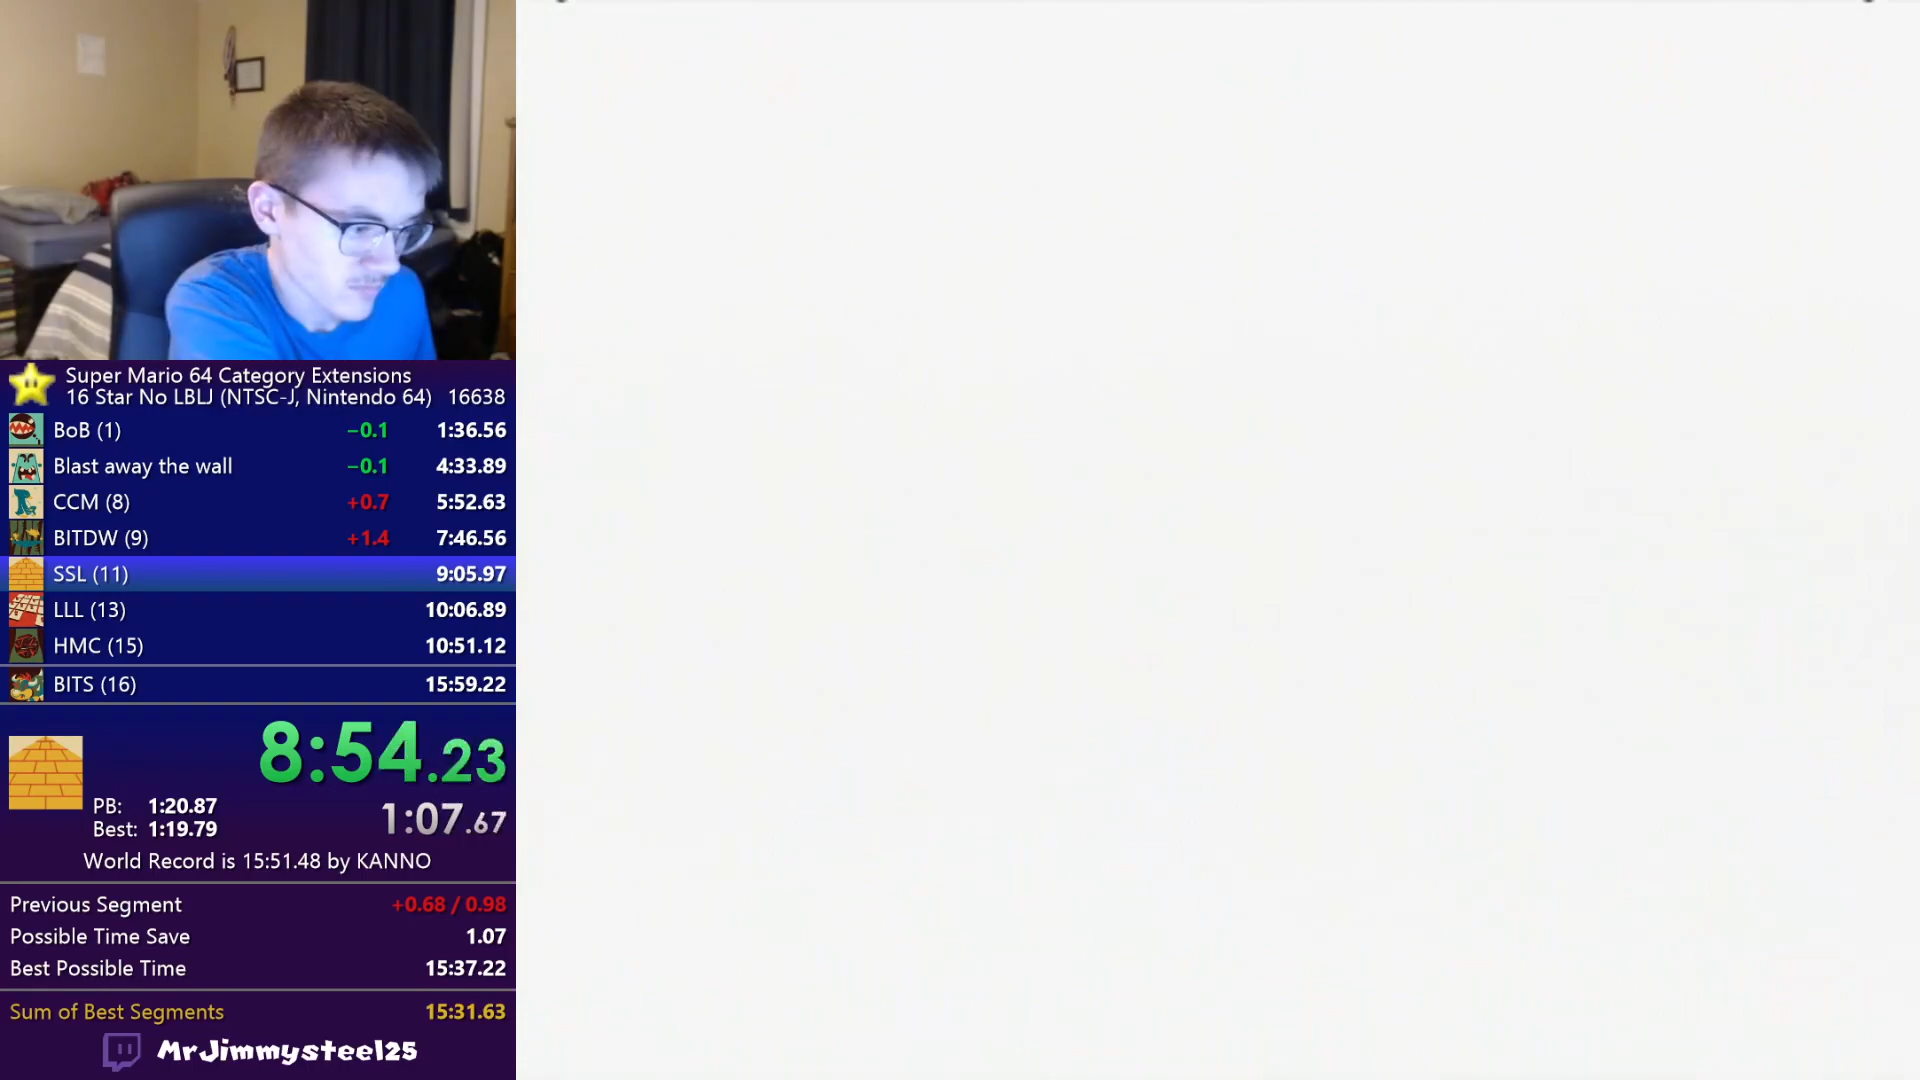 Super Mario 64 Category Extensions
16 Star No LBLJ (NTSC-J, Nintendo 64) 16638
BoB (1) −0.1 1:36.56
Blast away the wall −0.1 4:33.89
CCM (8) +0.7 5:52.63
BITDW (9) +1.4 7:46.56
SSL (11) 9:05.97
LLL (13) 10:06.89
HMC (15) 10:51.12
BITS (16) 15:59.22
8:54.23
PB: 1:20.87 1:07.67
Best: 1:19.79
World Record is 15:51.48 by KANNO
Previous Segment +0.68 / 0.98
Possible Time Save 1.07
Best Possible Time 15:37.22
Sum of Best Segments 15:31.63
MrJimmysteel25